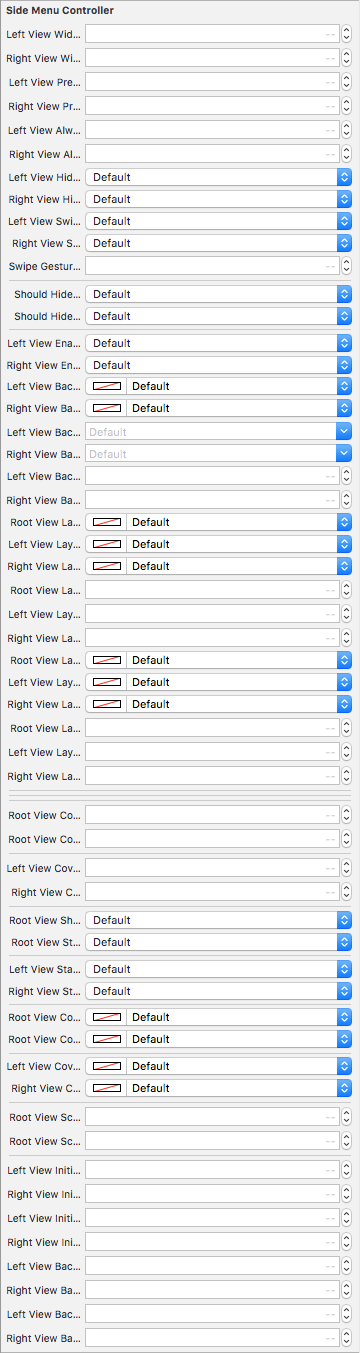 Side Menu Controller
Left View Wid... --
Right View Wi... --
Left View Pre... --
Right View Pr... --
Left View Alw... --
Right View Al... --
Left View Hid... Default
Right View Hi... Default
Left View Swi... Default
Right View S... Default
Swipe Gestur... --
Should Hide... Default
Should Hide... Default
Left View Ena... Default
Right View En... Default
Left View Bac... Default
Right View Ba... Default
Left View Bac... Default
Right View Ba... Default
Left View Bac... --
Right View Ba... --
Root View La... Default
Left View Lay... Default
Right View La... Default
Root View La... --
Left View Lay... --
Right View La... --
Root View La... Default
Left View Lay... Default
Right View La... Default
Root View La... --
Left View Lay... --
Right View La... --
Root View Co... --
Root View Co... --
Left View Cov... --
Right View C... --
Root View Sh... Default
Root View St... Default
Left View Sta... Default
Right View St... Default
Root View Co... Default
Root View Co... Default
Left View Cov... Default
Right View C... Default
Root View Sc... --
Root View Sc... --
Left View Initi... --
Right View Ini... --
Left View Initi... --
Right View Ini... --
Left View Bac... --
Right View Ba... --
Left View Bac... --
Right View Ba... --